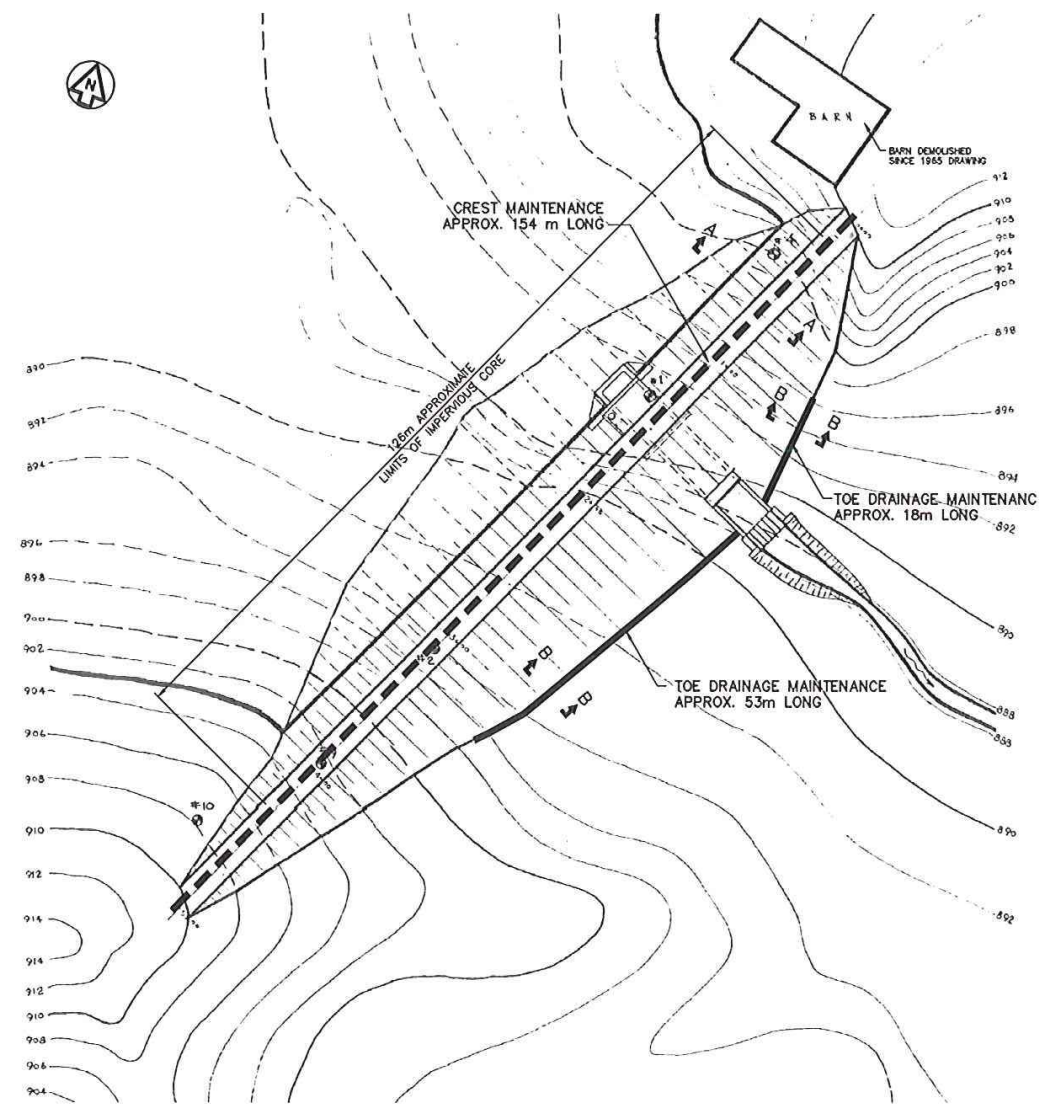 N
BARN
BARN DEMOLISHED
SINCE 1965 DRAWING
912
910
908
906
904
902
900
898
896
894
892
890
888
888
890
892
CREST MAINTENANCE
APPROX. 154 m LONG
A
A
B
B
#1
TOE DRAINAGE MAINTENANC
APPROX. 18m LONG
126m APPROXIMATE
LIMITS OF IMPERVIOUS CORE
890
892
894
896
898
900
902
904
906
908
910
912
914
914
912
910
908
906
904
#2
B
B
TOE DRAINAGE MAINTENANCE
APPROX. 53m LONG
#10